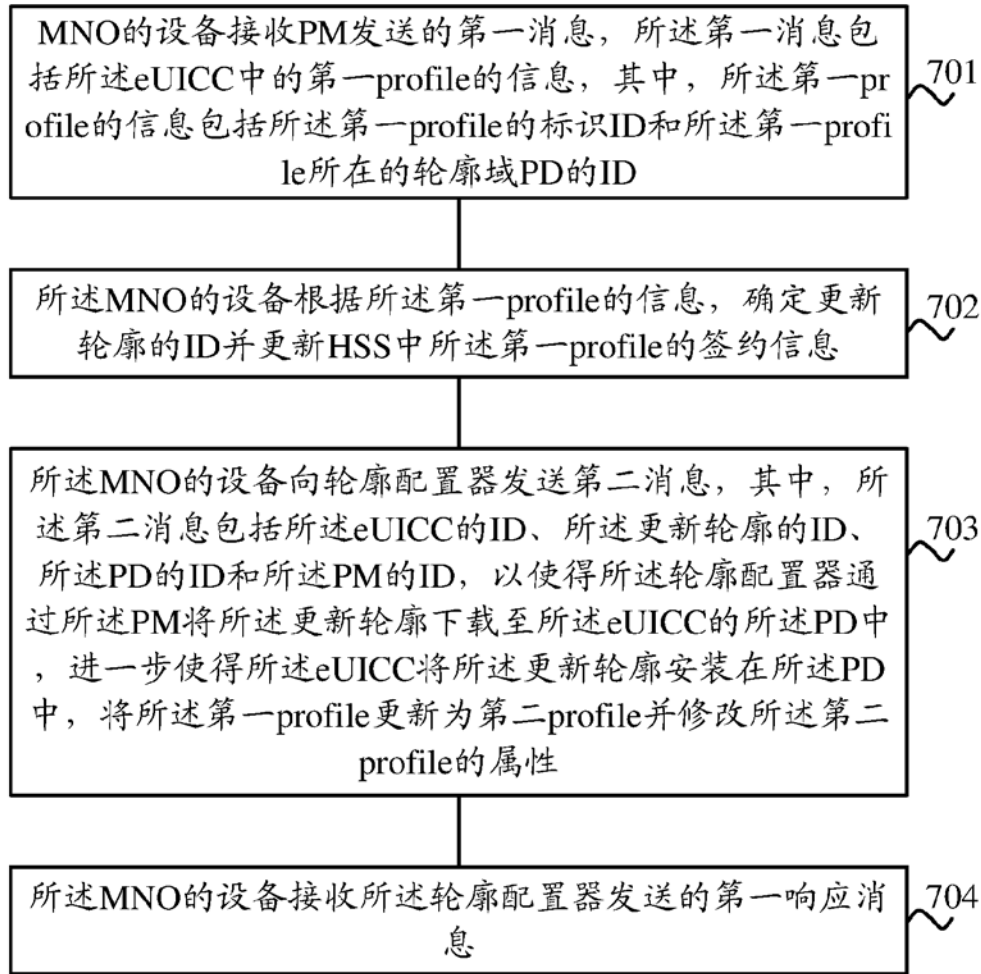 MNO的设备接收PM发送的第一消息，所述第一消息包
括所述eUICC中的第一profile的信息，其中，所述第一pr
ofile的信息包括所述第一profile的标识ID和所述第一profi
le所在的轮廓域PD的ID
701
所述MNO的设备根据所述第一profile的信息，确定更新
轮廓的ID并更新HSS中所述第一profile的签约信息
702
所述MNO的设备向轮廓配置器发送第二消息，其中，所
述第二消息包括所述eUICC的ID、所述更新轮廓的ID、
所述PD的ID和所述PM的ID，以使得所述轮廓配置器通
过所述PM将所述更新轮廓下载至所述eUICC的所述PD中
，进一步使得所述eUICC将所述更新轮廓安装在所述PD
中，将所述第一profile更新为第二profile并修改所述第二
profile的属性
703
所述MNO的设备接收所述轮廓配置器发送的第一响应消
息
704